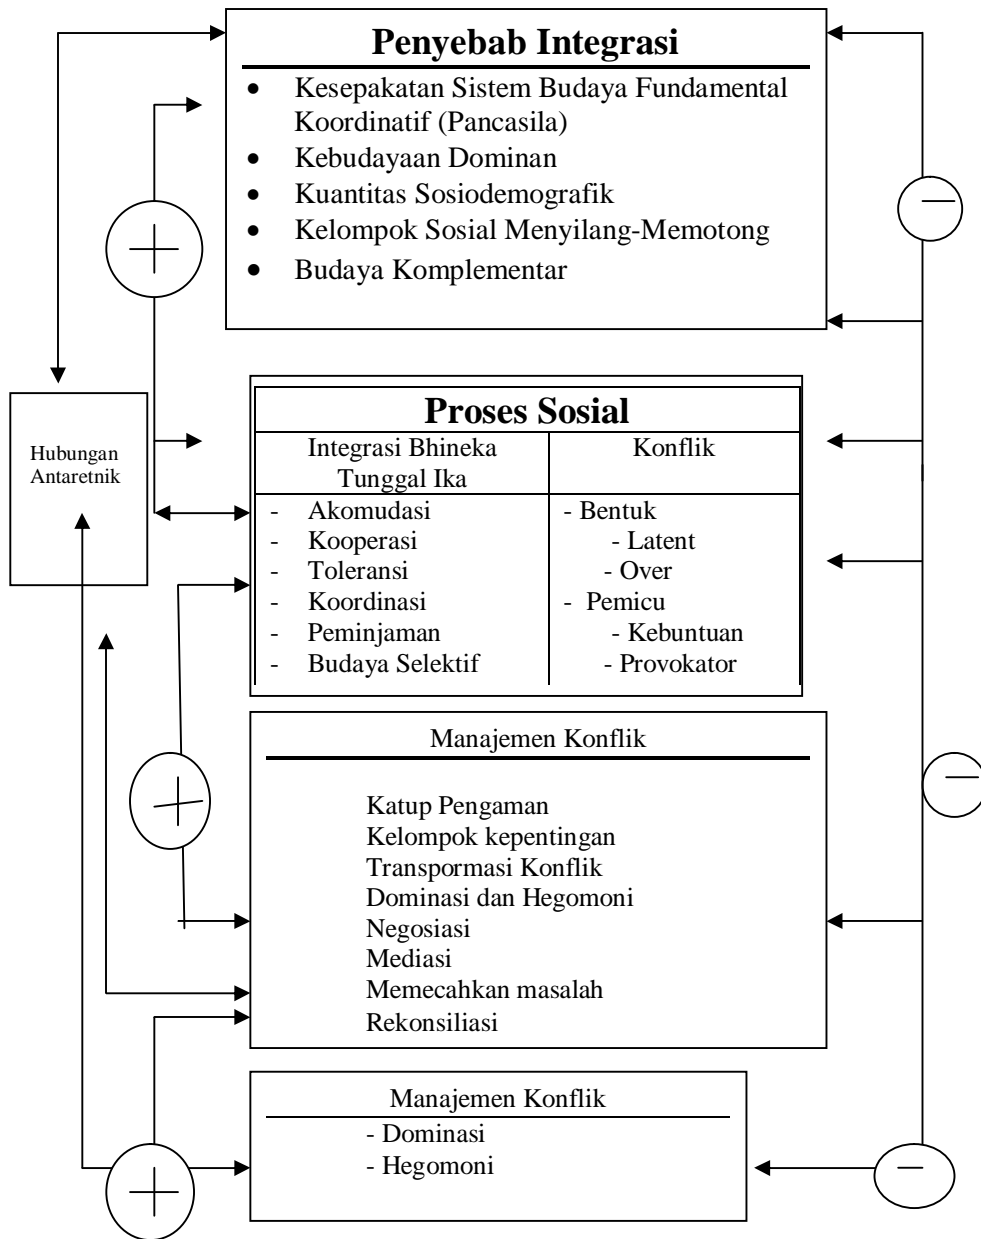 Penyebab Integrasi
• Kesepakatan Sistem Budaya Fundamental
Koordinatif (Pancasila)
• Kebudayaan Dominan
• Kuantitas Sosiodemografik
• Kelompok Sosial Menyilang-Memotong
• Budaya Komplementar
Hubungan
Antaretnik
Proses Sosial
Integrasi Bhineka
Tunggal Ika
- Akomudasi
- Kooperasi
- Toleransi
- Koordinasi
- Peminjaman
- Budaya Selektif
Konflik
- Bentuk
- Latent
- Over
- Pemicu
- Kebuntuan
- Provokator
Manajemen Konflik
Katup Pengaman
Kelompok kepentingan
Transpormasi Konflik
Dominasi dan Hegomoni
Negosiasi
Mediasi
Memecahkan masalah
Rekonsiliasi
Manajemen Konflik
- Dominasi
- Hegomoni